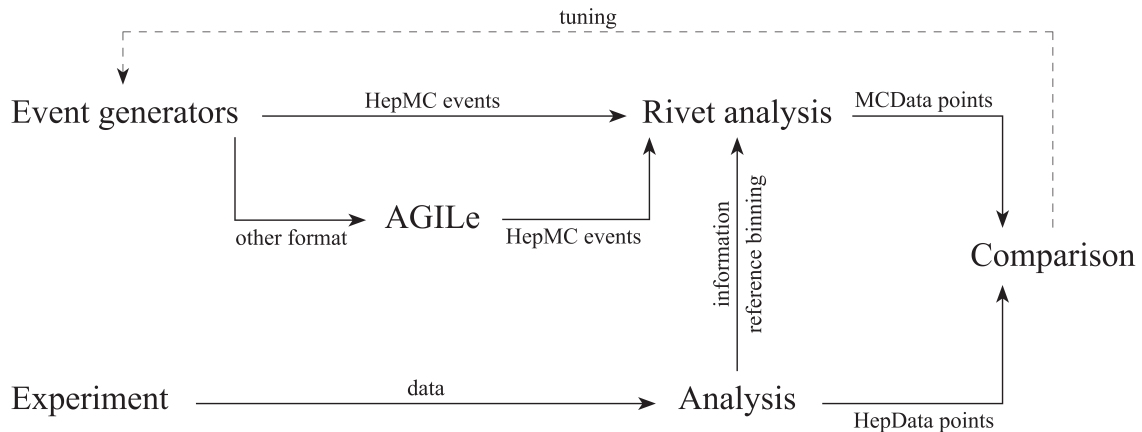 tuning
Event generators
HepMC events
Rivet analysis
MCData points
other format
AGILe
HepMC events
information
reference binning
Comparison
Experiment
data
Analysis
HepData points